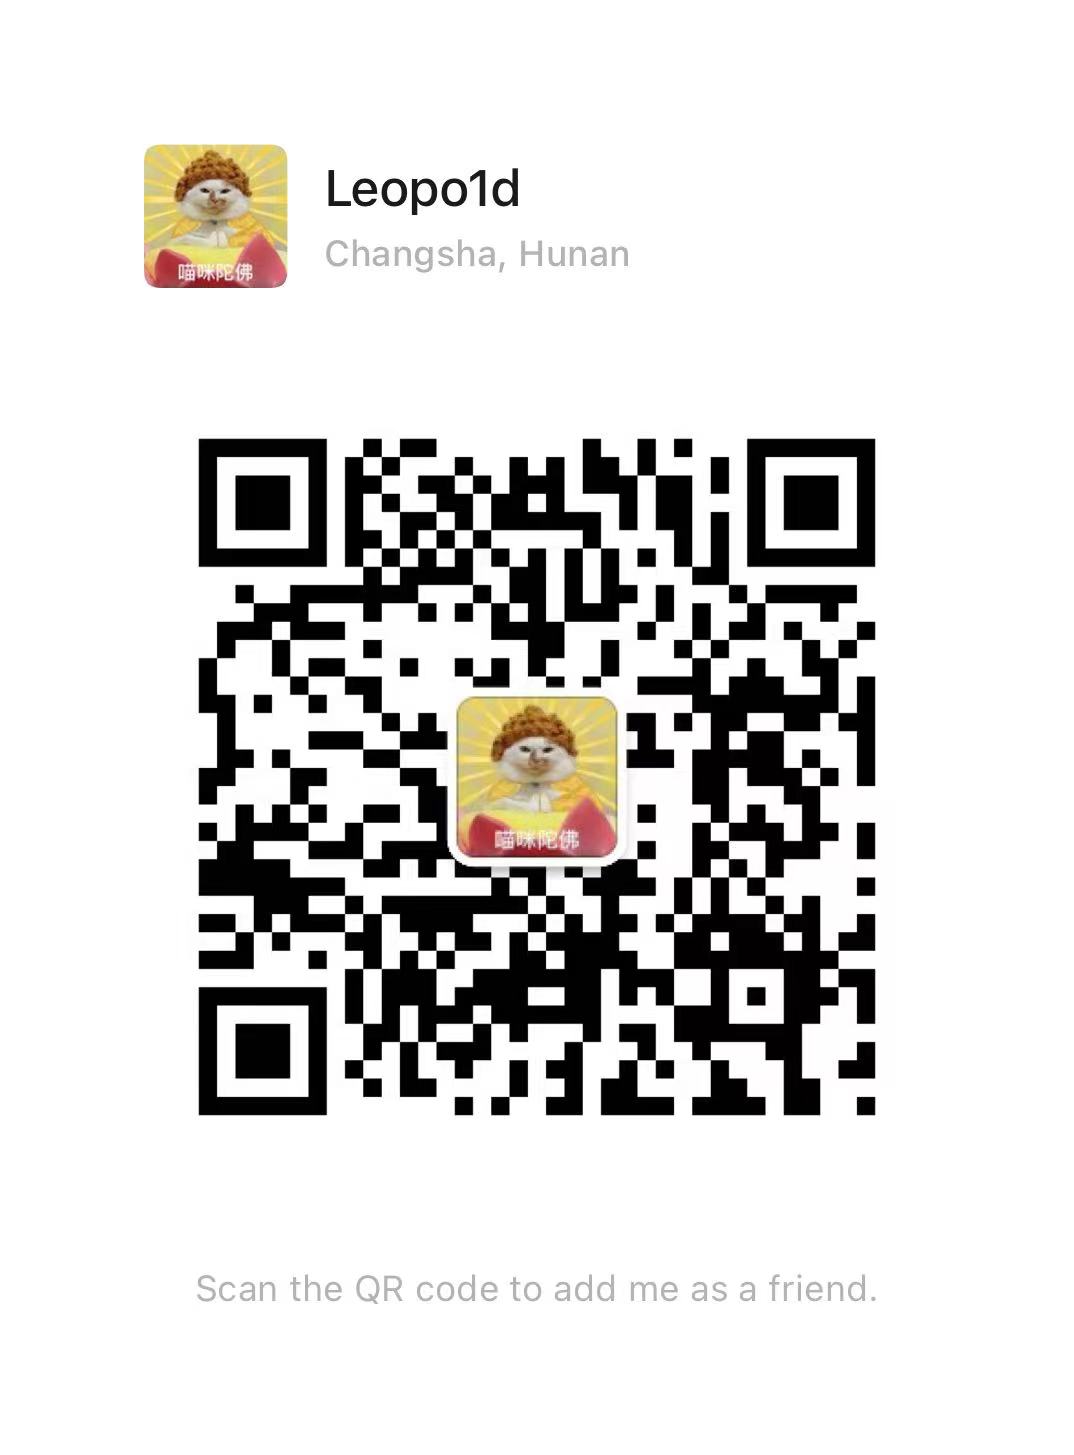 Leopo1d
Changsha, Hunan
喵咪陀佛
喵咪陀佛
Scan the QR code to add me as a friend.